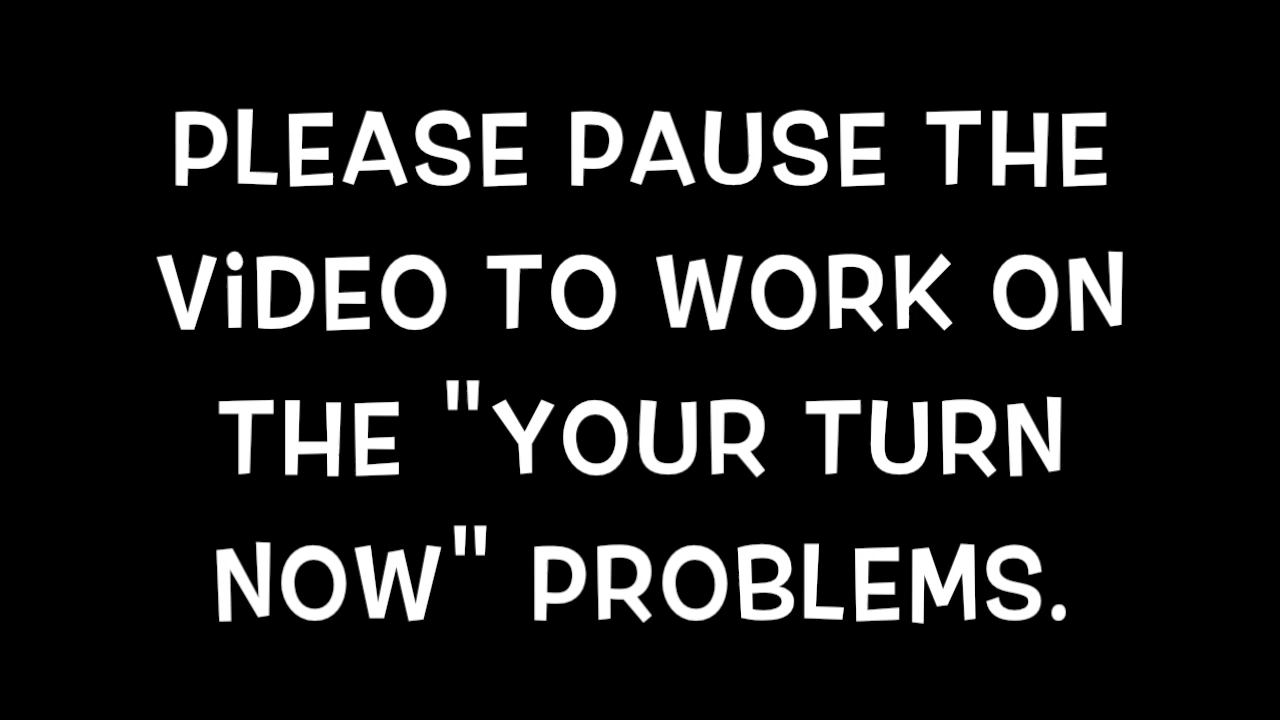 PLEASE PAUSE THE
ViDEO TO WORK ON
THE "YOUR TURN
NOW" PROBLEMS.